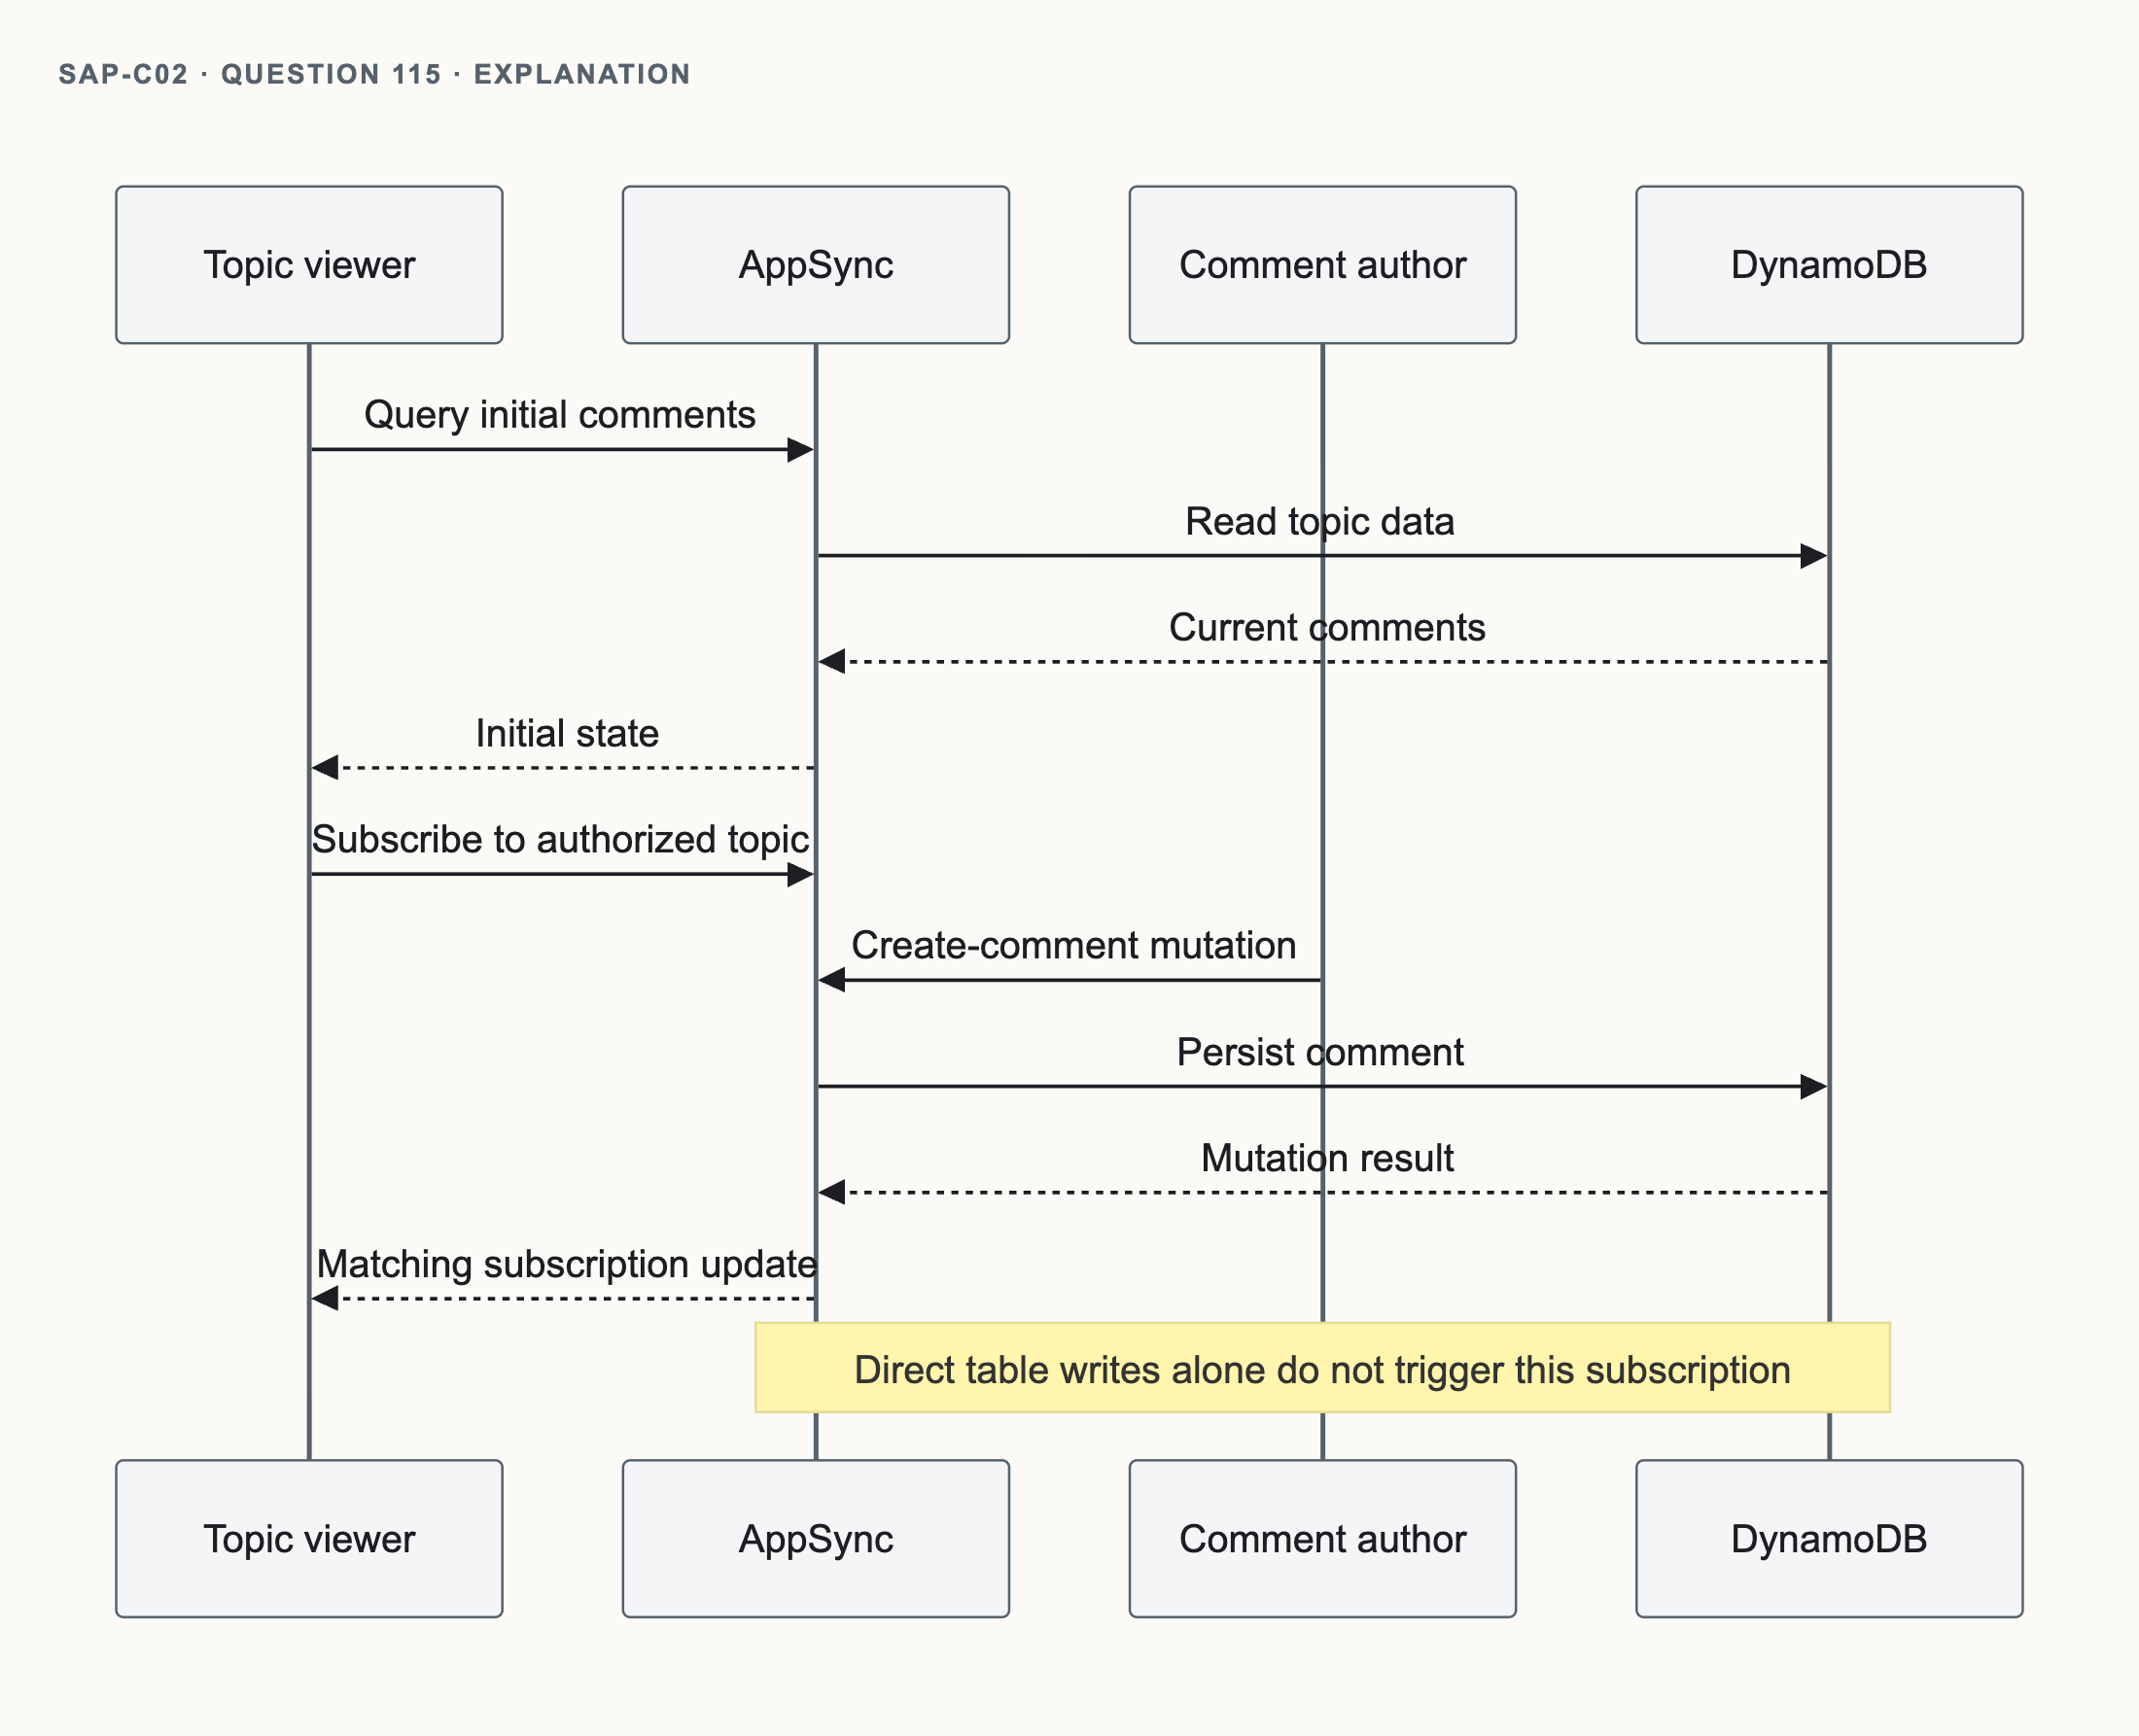 SAP-C02 · QUESTION 115 · EXPLANATION
Topic viewer
AppSync
Comment author
DynamoDB
Query initial comments
Read topic data
Current comments
Initial state
Subscribe to authorized topic
Create-comment mutation
Persist comment
Mutation result
Matching subscription update
Direct table writes alone do not trigger this subscription
Topic viewer
AppSync
Comment author
DynamoDB